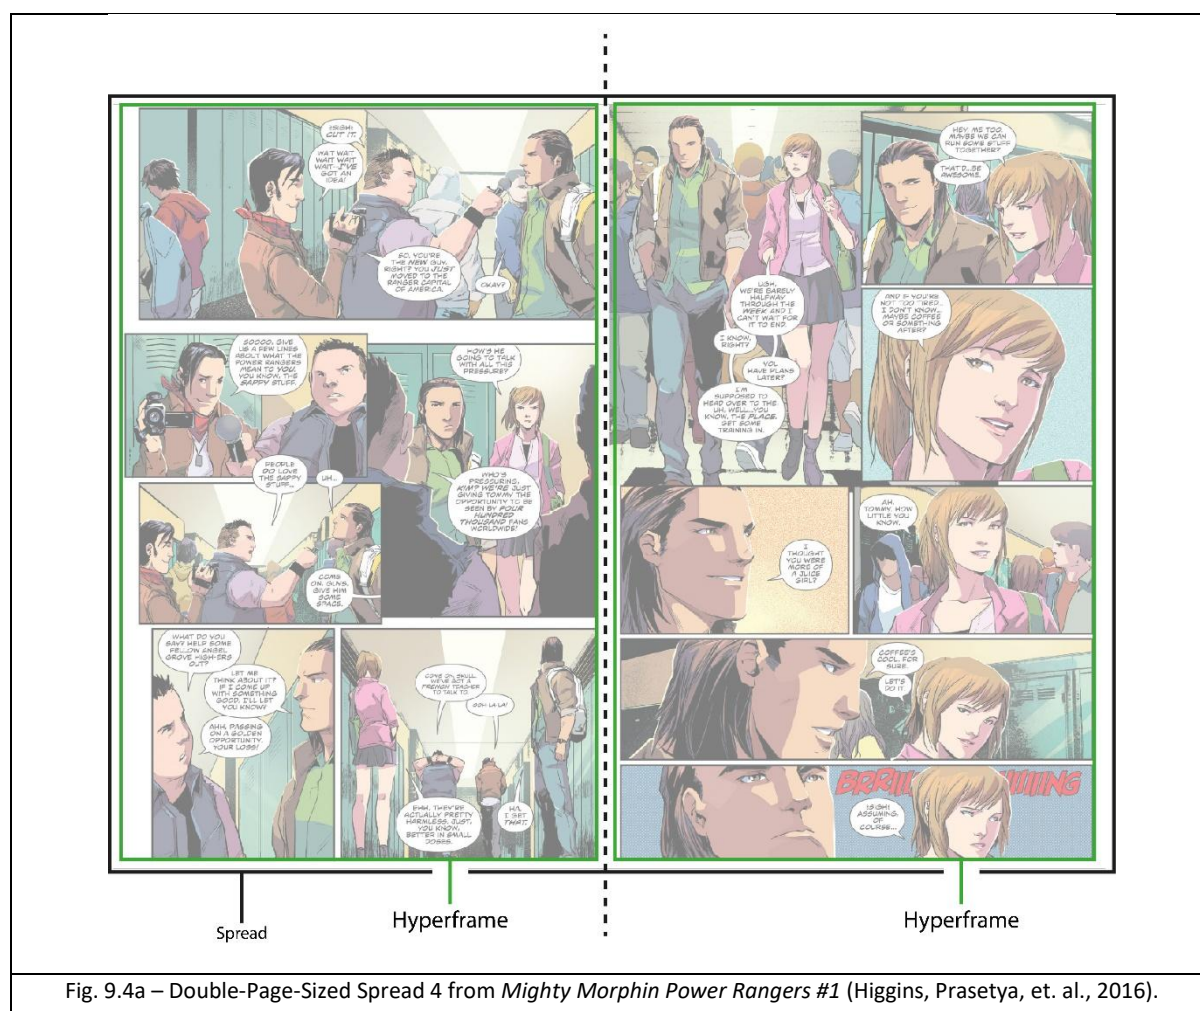 (SIGH)
CUT IT.
WAIT WAIT
WAIT WAIT
WAIT--I'VE
GOT AN
IDEA!
SO, YOU'RE
THE NEW GUY,
RIGHT? YOU JUST
MOVED TO THE
RANGER CAPITAL
OF AMERICA.
OKAY?
SOOOO, GIVE
US A FEW LINES
ABOUT WHAT THE
POWER RANGERS
MEAN TO YOU.
YOU KNOW, THE
SAPPY STUFF.
PEOPLE
DO LOVE
THE SAPPY
STUFF...
UH...
COME
ON, GUYS.
GIVE HIM
SOME
SPACE.
HOW'S HE
GOING TO TALK
WITH ALL THIS
PRESSURE?
WHO'S
PRESSURING,
KIM? WE'RE JUST
GIVING TOMMY THE
OPPORTUNITY TO BE
SEEN BY FOUR
HUNDRED
THOUSAND FANS
WORLDWIDE!
WHAT DO YOU
SAY? HELP SOME
FELLOW ANGEL
GROVE HIGH-ERS
OUT?
LET ME
THINK ABOUT IT?
IF I COME UP
WITH SOMETHING
GOOD, I'LL LET
YOU KNOW?
AHH, PASSING
ON A GOLDEN
OPPORTUNITY.
YOUR LOSS!
COME ON, SKULL.
WE'VE GOT A
FRENCH TEACHER
TO TALK TO.
OOH LA LA!
EHH, THEY'RE
ACTUALLY PRETTY
HARMLESS. JUST,
YOU KNOW,
BETTER IN SMALL
DOSES.
HA,
I GET
THAT.
UGH,
WE'RE BARELY
HALFWAY
THROUGH THE
WEEK AND I
CAN'T WAIT FOR
IT TO END.
I KNOW,
RIGHT?
YOU
HAVE PLANS
LATER?
I'M
SUPPOSED TO
HEAD OVER TO THE
UH, WELL...YOU
KNOW, THE PLACE.
GET SOME
TRAINING IN.
HEY, ME TOO.
MAYBE WE CAN
RUN SOME STUFF
TOGETHER?
THAT'D...BE
AWESOME.
AND IF YOU'RE
NOT TOO TIRED...
I DON'T KNOW...
MAYBE COFFEE
OR SOMETHING
AFTER?
I
THOUGHT
YOU WERE
MORE OF
A JUICE
GIRL?
AH,
TOMMY. HOW
LITTLE YOU
KNOW.
COFFEE'S
COOL, FOR
SURE.
LET'S
DO IT.
(SIGH)
ASSUMING,
OF
COURSE...
Spread
Hyperframe
Hyperframe
Fig. 9.4a – Double-Page-Sized Spread 4 from Mighty Morphin Power Rangers #1 (Higgins, Prasetya, et. al., 2016).